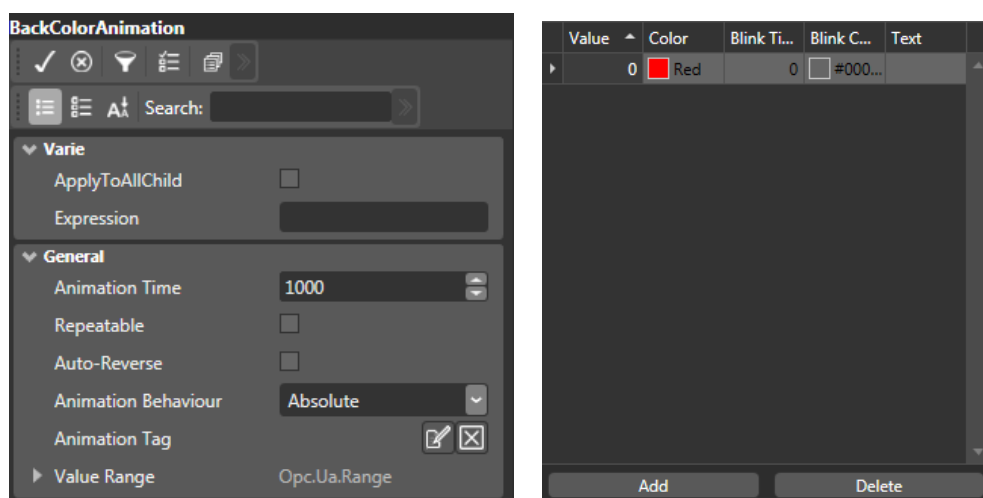 BackColorAnimation
Search:
Varie
ApplyToAllChild
Expression
General
Animation Time 1000
Repeatable
Auto-Reverse
Animation Behaviour Absolute
Animation Tag
Value Range Opc.Ua.Range
Value Color Blink Ti... Blink C... Text
0 Red 0 #000...
Add Delete